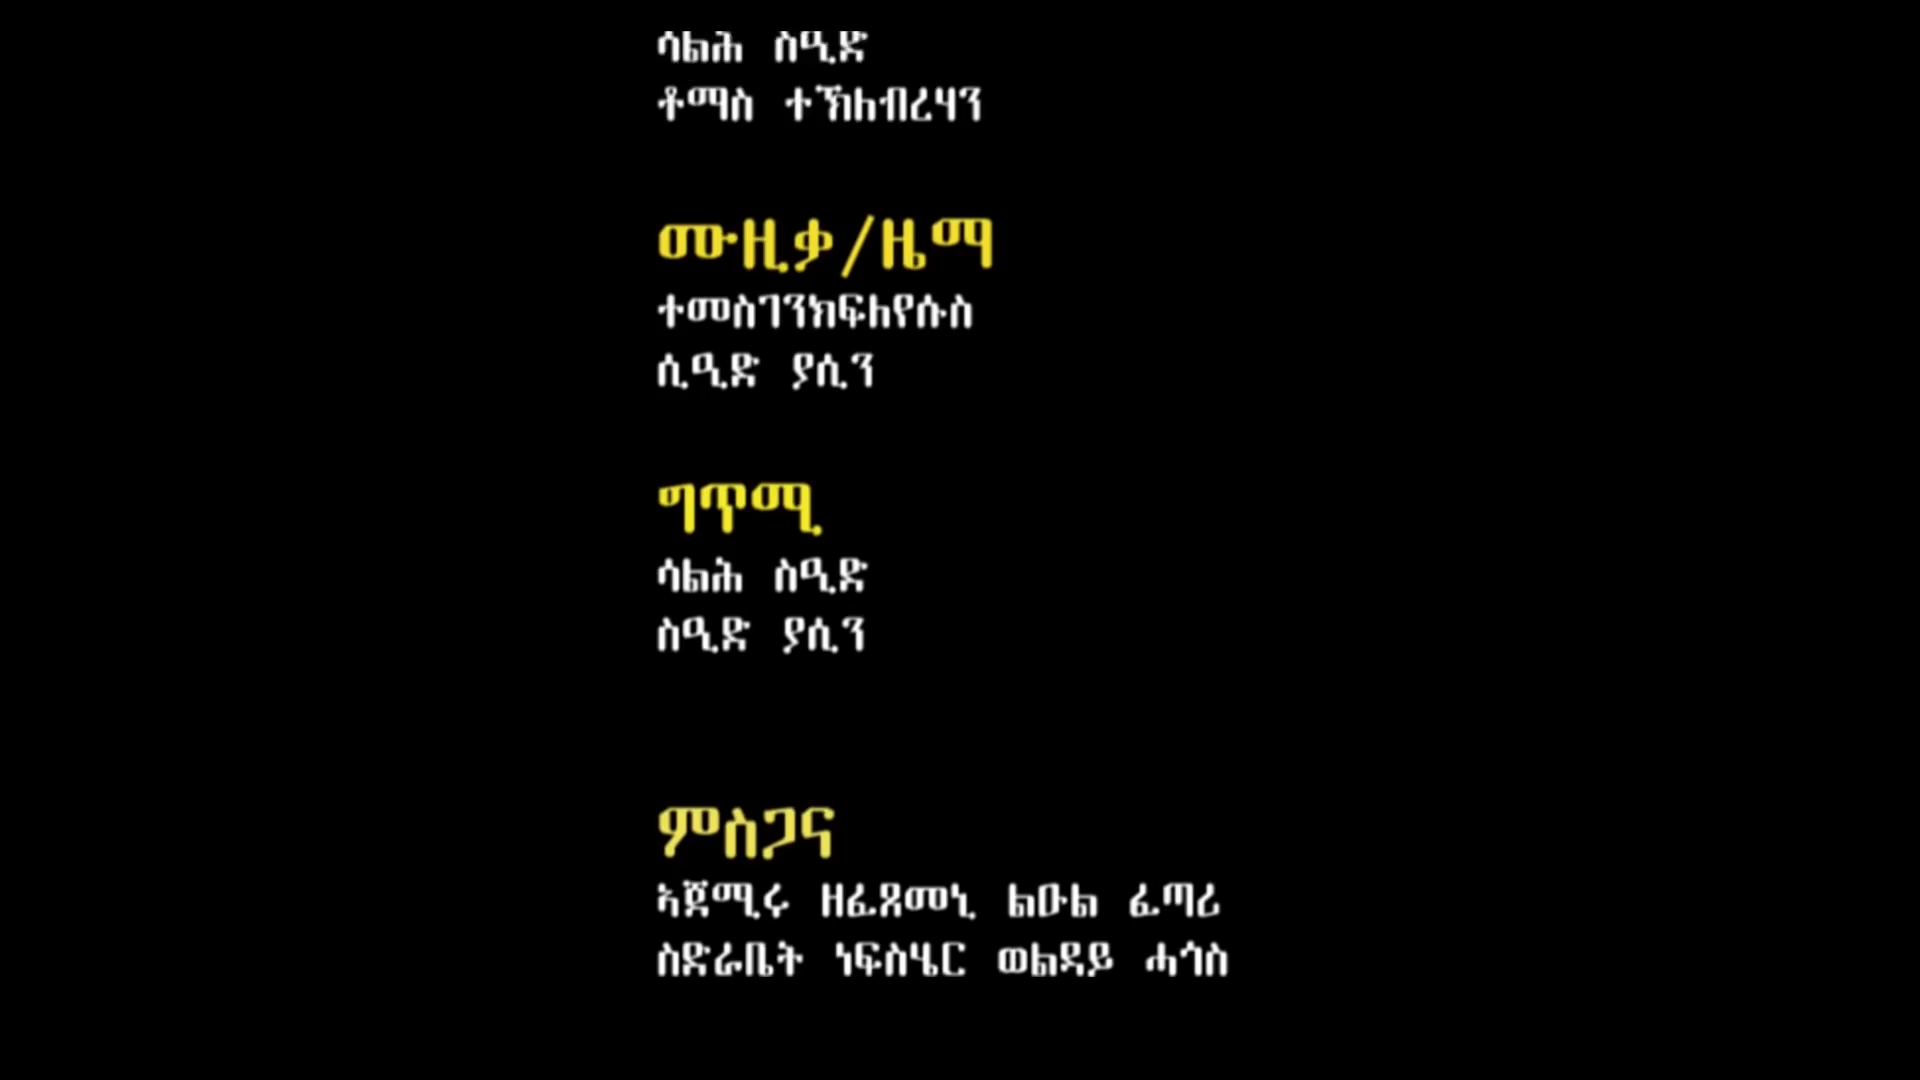 ሳልሕ ስዒድ
ቶማስ ተኽለብረሃን
ሙዚቃ/ዜማ
ተመስገንክፍለየሱስ
ሲዒድ ያሲን
ግጥሚ
ሳልሕ ስዒድ
ስዒድ ያሲን
ምስጋና
ኣጀሚሩ ዘፈጸመኒ ልዑል ፈጣሪ
ስድራቤት ነፍስሄር ወልዳይ ሓጎስ